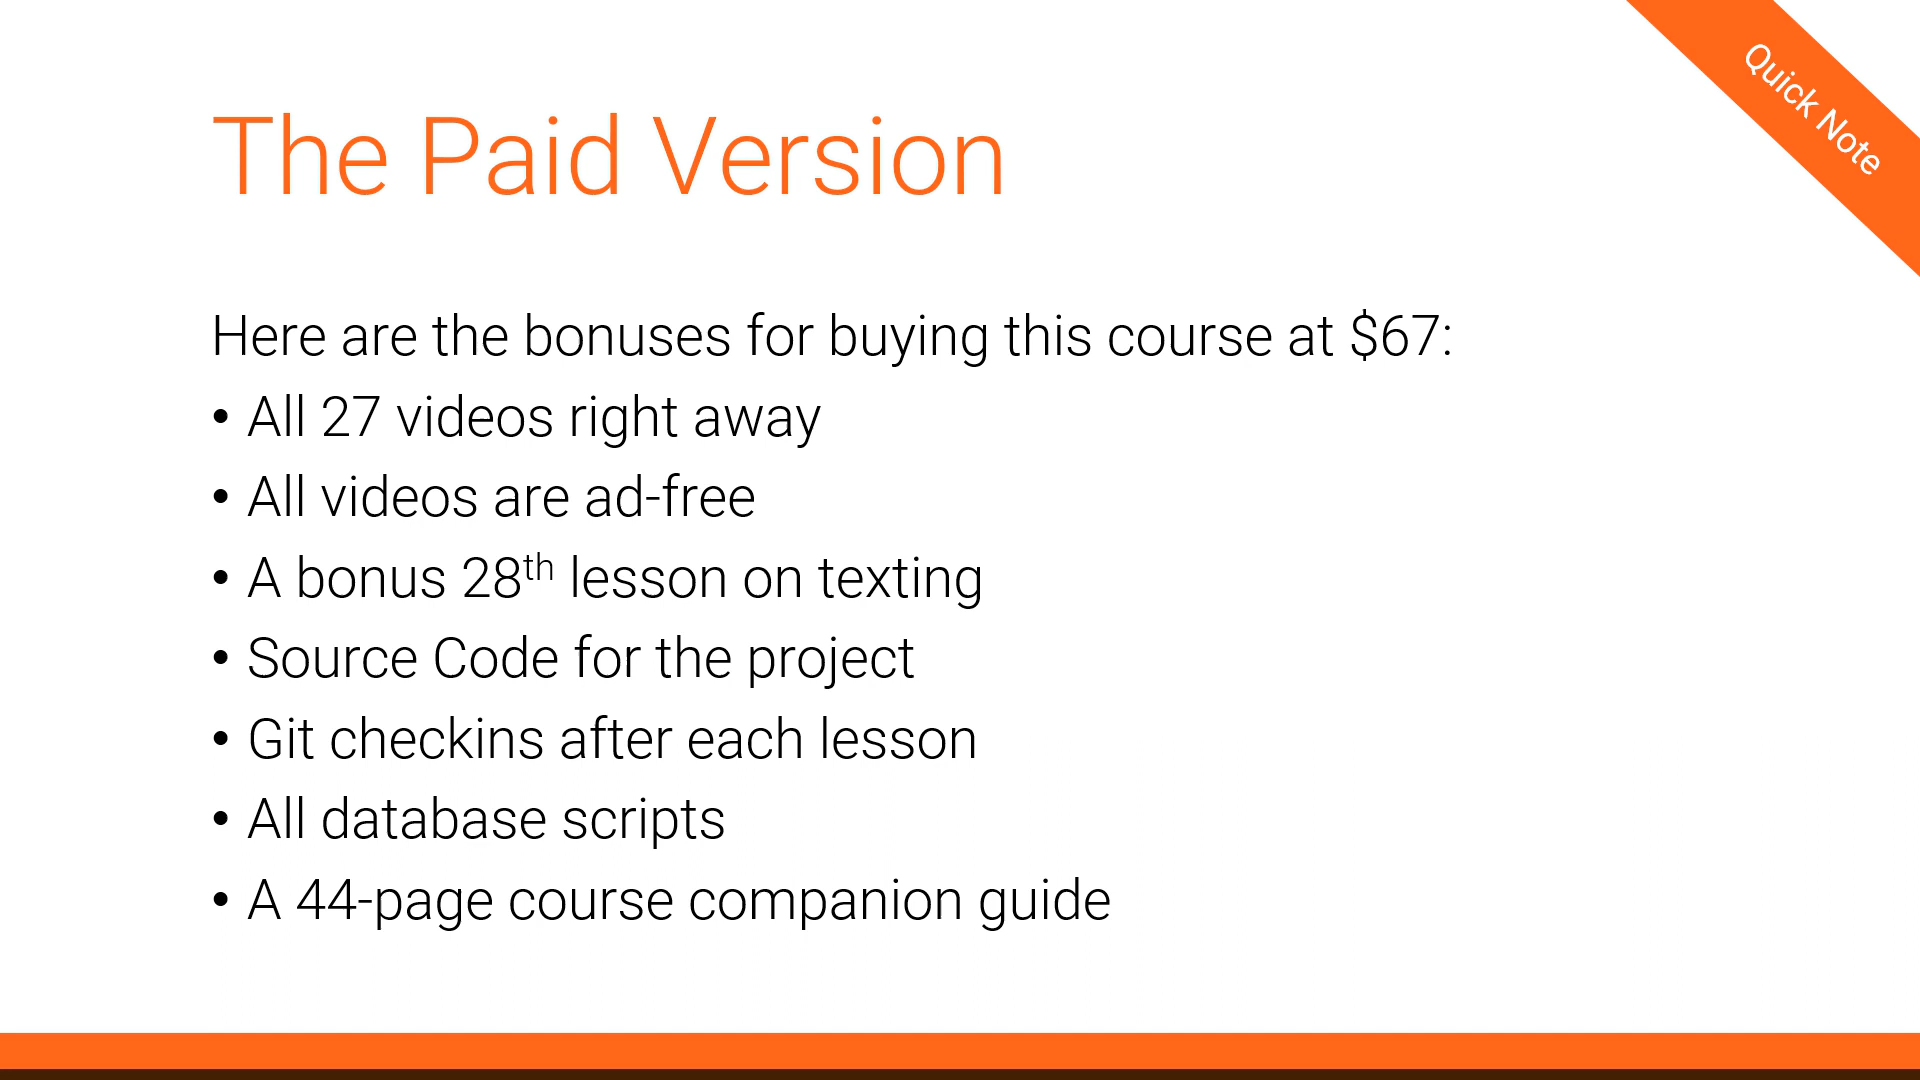 Quick Note
The Paid Version
Here are the bonuses for buying this course at $67:
• All 27 videos right away
• All videos are ad-free
• A bonus 28th lesson on texting
• Source Code for the project
• Git checkins after each lesson
• All database scripts
• A 44-page course companion guide